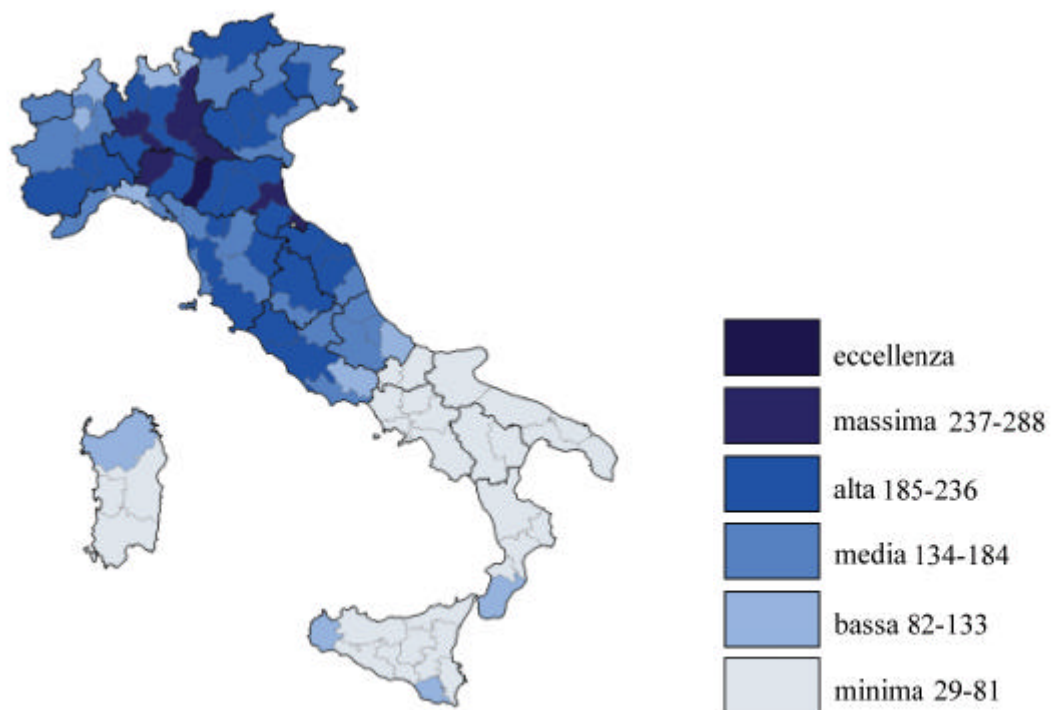 eccellenza
massima 237-288
alta 185-236
media 134-184
bassa 82-133
minima 29-81